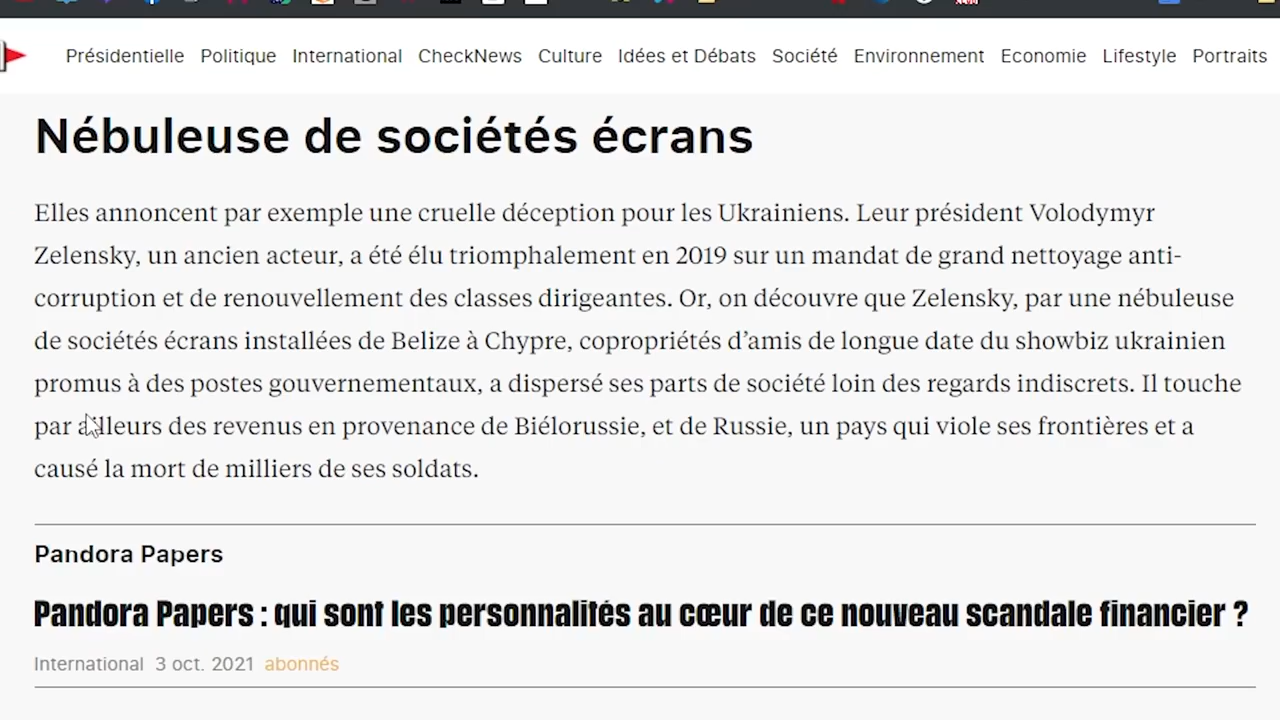 Présidentielle Politique International CheckNews Culture Idées et Débats Société Environnement Economie Lifestyle Portraits
Nébuleuse de sociétés écrans
Elles annoncent par exemple une cruelle déception pour les Ukrainiens. Leur président Volodymyr
Zelensky, un ancien acteur, a été élu triomphalement en 2019 sur un mandat de grand nettoyage anti-
corruption et de renouvellement des classes dirigeantes. Or, on découvre que Zelensky, par une nébuleuse
de sociétés écrans installées de Belize à Chypre, copropriétés d’amis de longue date du showbiz ukrainien
promus à des postes gouvernementaux, a dispersé ses parts de société loin des regards indiscrets. Il touche
par ailleurs des revenus en provenance de Biélorussie, et de Russie, un pays qui viole ses frontières et a
causé la mort de milliers de ses soldats.
Pandora Papers
Pandora Papers : qui sont les personnalités au cœur de ce nouveau scandale financier ?
International 3 oct. 2021 abonnés